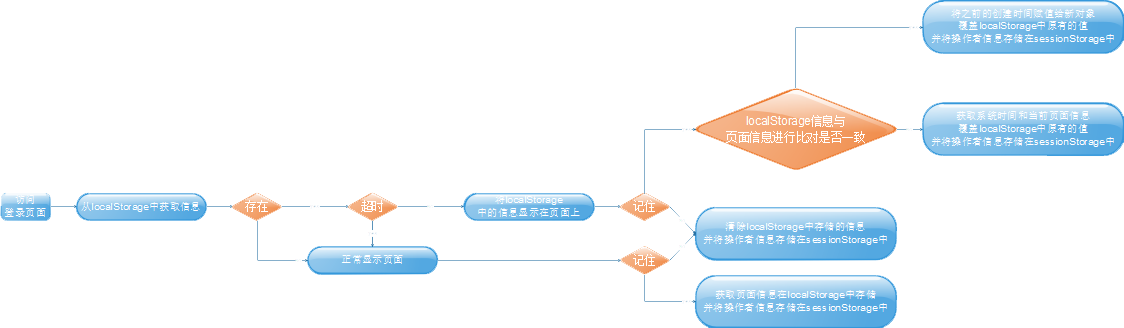 将之前的创建时间赋值给新对象
覆盖localStorage中原有的值
并将操作者信息存储在sessionStorage中
localStorage信息与
页面信息进行比对是否一致
获取系统时间和当前页面信息
覆盖localStorage中原有的值
并将操作者信息存储在sessionStorage中
访问
登录页面
从localStorage中获取信息
存在
超时
将localStorage
中的信息显示在页面上
记住
清除localStorage中存储的信息
并将操作者信息存储在sessionStorage中
正常显示页面
记住
获取页面信息在localStorage中存储
并将操作者信息存储在sessionStorage中